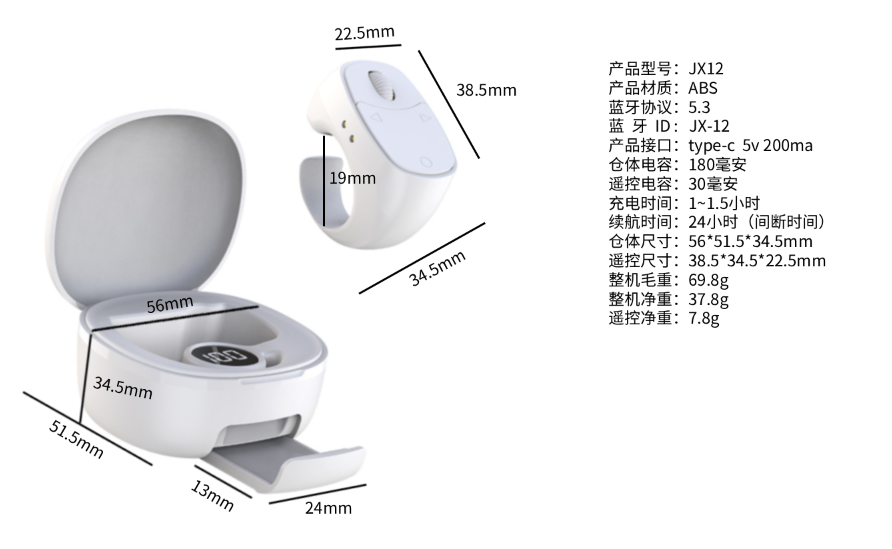 22.5mm
38.5mm
19mm
34.5mm
56mm
100
34.5mm
51.5mm
13mm
24mm
产品型号：JX12
产品材质：ABS
蓝牙协议：5.3
蓝 牙 ID：JX-12
产品接口：type-c 5v 200ma
仓体电容：180毫安
遥控电容：30毫安
充电时间：1~1.5小时
续航时间：24小时（间断时间）
仓体尺寸：56*51.5*34.5mm
遥控尺寸：38.5*34.5*22.5mm
整机毛重：69.8g
整机净重：37.8g
遥控净重：7.8g